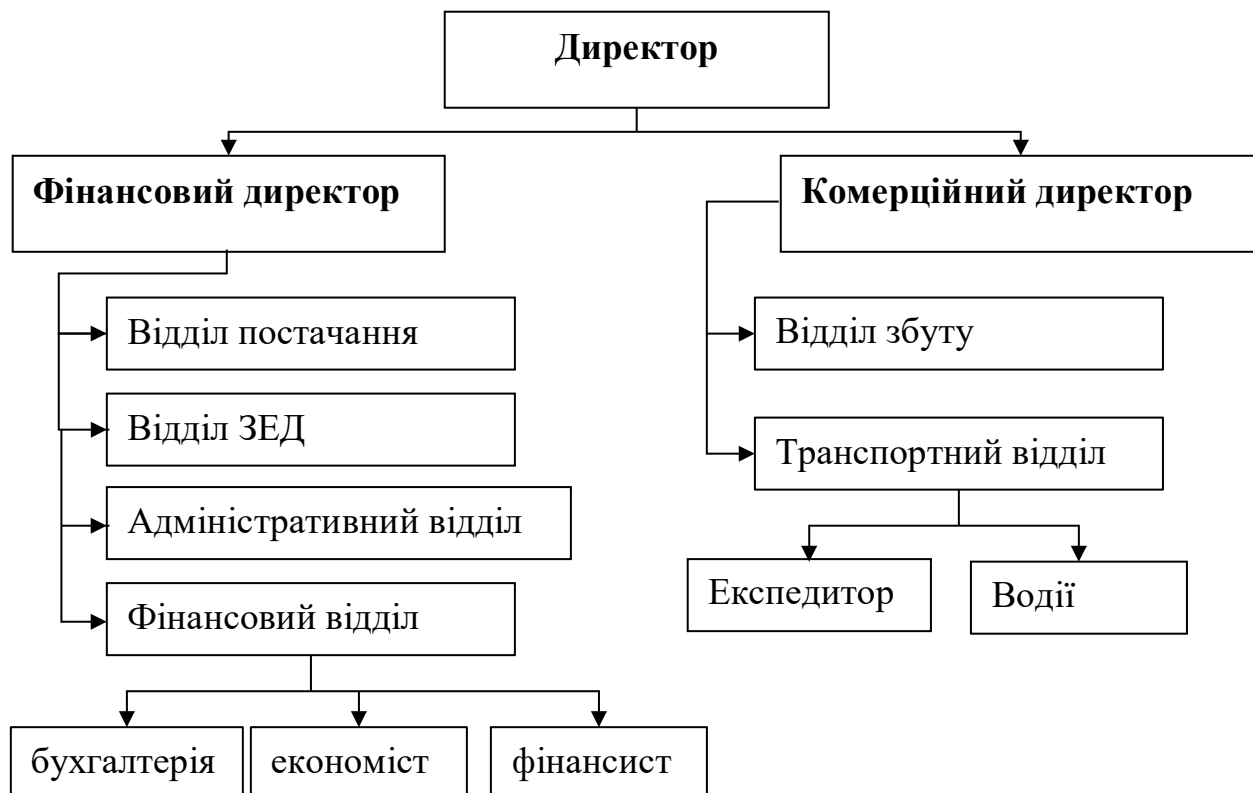 Директор
Фінансовий директор
Комерційний директор
Відділ постачання
Відділ збуту
Відділ ЗЕД
Транспортний відділ
Адміністративний відділ
Експедитор
Водії
Фінансовий відділ
бухгалтерія
економіст
фінансист